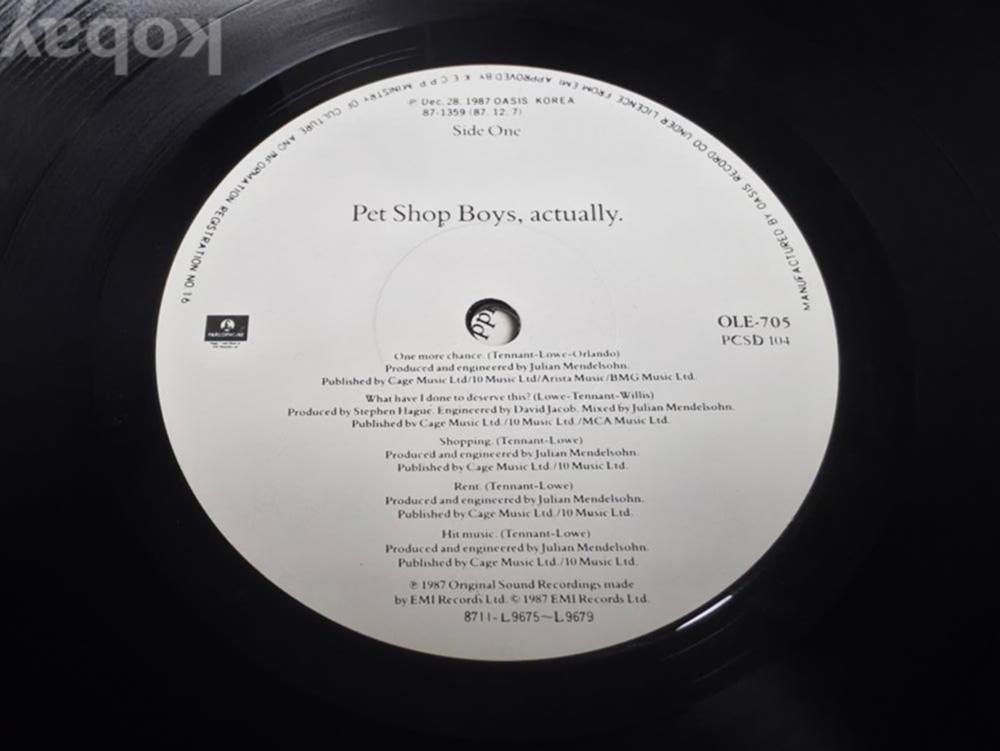 kobay
MANUFACTURED BY OASIS RECORD CO UNDER LICENCE FROM EMI APPROVED BY K E C P P MINISTRY OF CULTURE AND INFORMATION REGISTRATION NO 16
℗ Dec. 28. 1987 OASIS KOREA
87-1359 (87. 12. 7)
Side One
Pet Shop Boys, actually.
OLE-705
PCSD 104
PARLOPHONE
One more chance. (Tennant-Lowe-Orlando)
Produced and engineered by Julian Mendelsohn.
Published by Cage Music Ltd/10 Music Ltd/Arista Music/BMG Music Ltd.
What have I done to deserve this? (Lowe-Tennant-Willis)
Produced by Stephen Hague. Engineered by David Jacob. Mixed by Julian Mendelsohn.
Published by Cage Music Ltd./10 Music Ltd./MCA Music Ltd.
Shopping. (Tennant-Lowe)
Produced and engineered by Julian Mendelsohn.
Published by Cage Music Ltd./10 Music Ltd.
Rent. (Tennant-Lowe)
Produced and engineered by Julian Mendelsohn.
Published by Cage Music Ltd./10 Music Ltd.
Hit music. (Tennant-Lowe)
Produced and engineered by Julian Mendelsohn.
Published by Cage Music Ltd./10 Music Ltd.
℗ 1987 Original Sound Recordings made
by EMI Records Ltd. © 1987 EMI Records Ltd.
8711-L.9675~L.9679